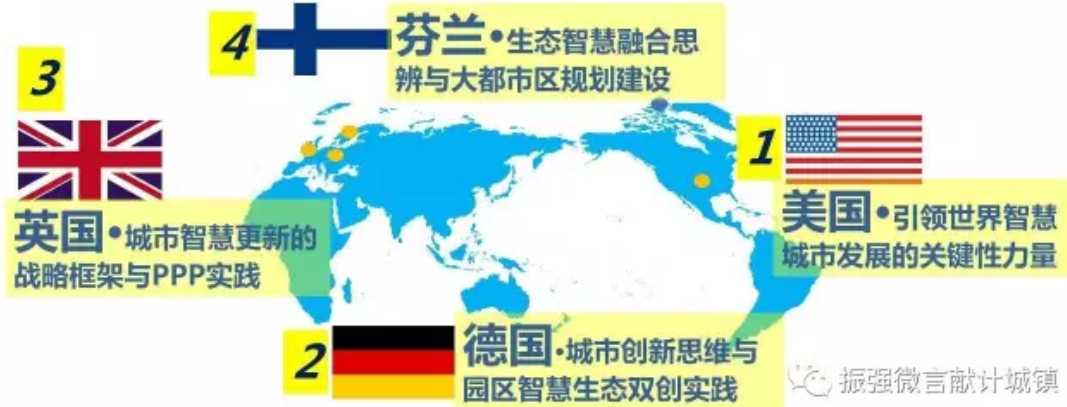 4
芬兰•生态智慧融合思
辨与大都市区规划建设
3
1
英国•城市智慧更新的
战略框架与PPP实践
美国•引领世界智慧
城市发展的关键性力量
2
德国•城市创新思维与
园区智慧生态双创实践
振强微言献计城镇